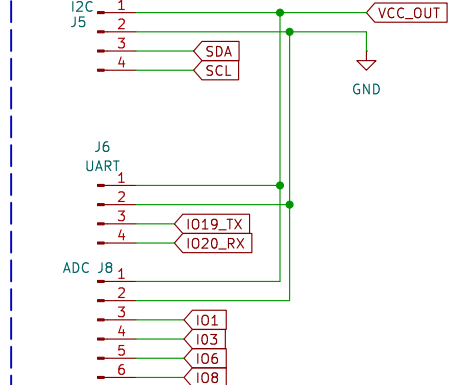 I2C
J5
1
VCC_OUT
2
3
SDA
4
SCL
GND
J6
UART
1
2
3
IO19_TX
4
IO20_RX
ADC J8
1
2
3
IO1
4
IO3
5
IO6
6
IO8